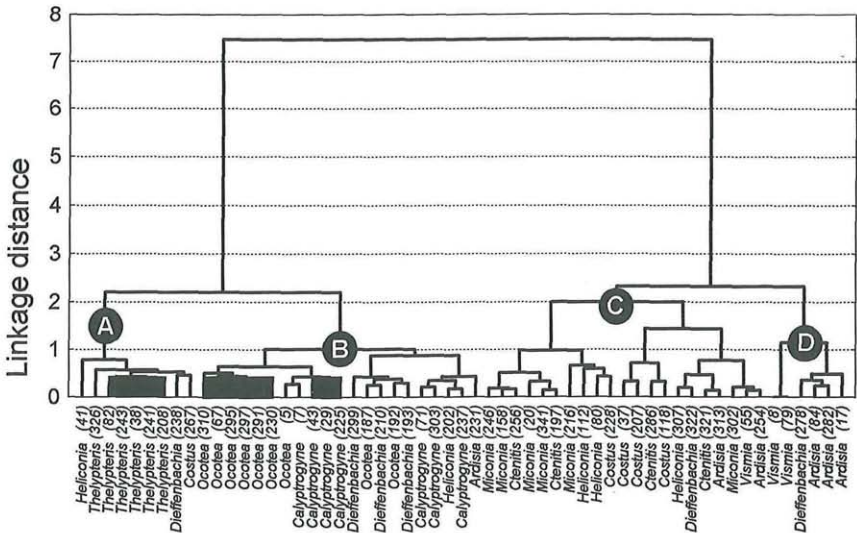 Linkage distance
8
7
6
5
4
3
2
1
0
A
B
C
D
Heliconia (41)
Thelypteris (326)
Thelypteris (82)
Thelypteris (243)
Thelypteris (38)
Thelypteris (241)
Thelypteris (208)
Dieffenbachia (238)
Costus (267)
Ocotea (310)
Ocotea (67)
Ocotea (295)
Ocotea (297)
Ocotea (291)
Ocotea (230)
Ocotea (5)
Calyptrogyne (7)
Calyptrogyne (43)
Calyptrogyne (29)
Calyptrogyne (225)
Dieffenbachia (299)
Ocotea (187)
Dieffenbachia (210)
Ocotea (192)
Dieffenbachia (193)
Calyptrogyne (71)
Calyptrogyne (303)
Heliconia (202)
Calyptrogyne (232)
Ardisia (231)
Miconia (246)
Miconia (158)
Ctenitis (256)
Miconia (20)
Miconia (341)
Ctenitis (197)
Miconia (216)
Heliconia (112)
Heliconia (80)
Costus (228)
Costus (37)
Costus (207)
Ctenitis (286)
Costus (118)
Heliconia (307)
Dieffenbachia (322)
Ctenitis (321)
Ardisia (313)
Miconia (302)
Vismia (55)
Ardisia (254)
Vismia (8)
Vismia (79)
Dieffenbachia (278)
Ardisia (84)
Ardisia (282)
Ardisia (17)